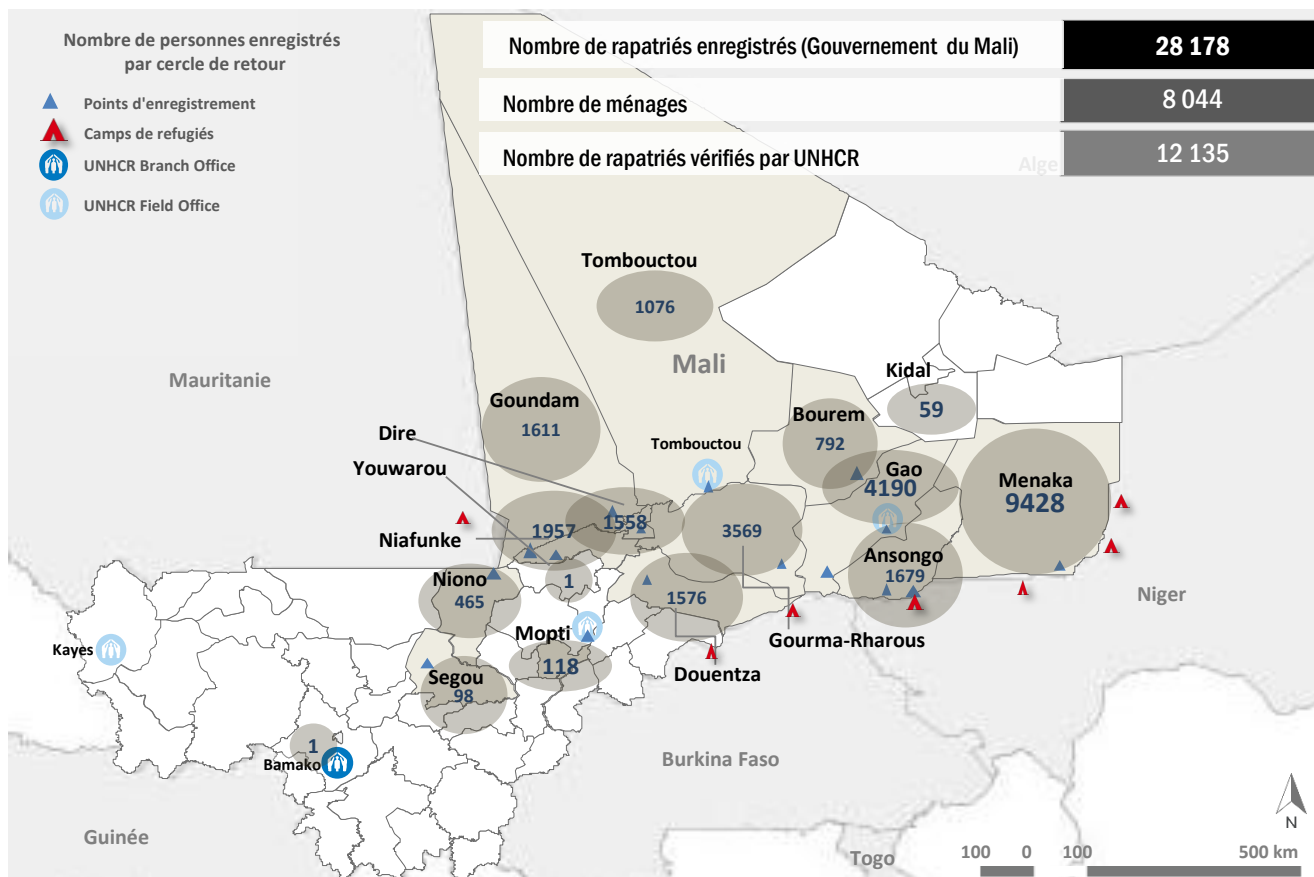 Nombre de personnes enregistrés
par cercle de retour
Points d'enregistrement
Camps de refugiés
UNHCR Branch Office
UNHCR Field Office
Nombre de rapatriés enregistrés (Gouvernement du Mali)
28 178
Nombre de ménages
8 044
Nombre de rapatriés vérifiés par UNHCR
12 135
Alge
Tombouctou
1076
Mali
Mauritanie
Kidal
59
Goundam
1611
Bourem
792
Dire
Tombouctou
Youwarou
Gao
4190
Menaka
9428
1957
1558
3569
Niafunke
Ansongo
1679
Niono
465
1
1576
Niger
Mopti
118
Gourma-Rharous
Kayes
Segou
98
Douentza
1
Bamako
Burkina Faso
Guinée
Togo
N
100 0 100 500 km